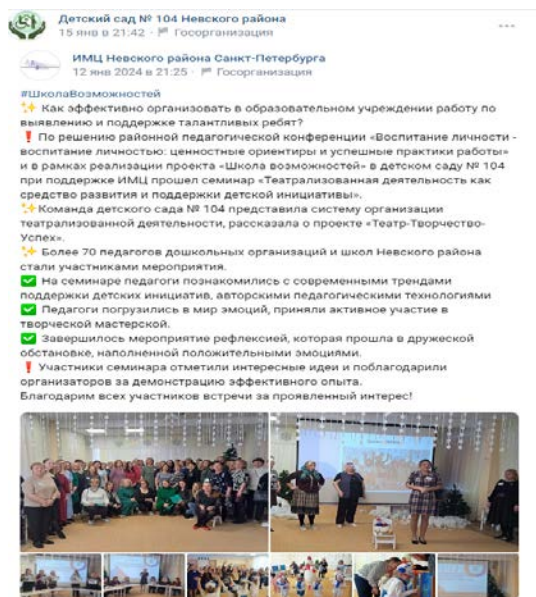 Детский сад № 104 Невского района
15 янв в 21:42 · Госорганизация
ИМЦ Невского района Санкт-Петербурга
12 янв 2024 в 21:25 · Госорганизация
#ШколаВозможностей
✨ Как эффективно организовать в образовательном учреждении работу по
выявлению и поддержке талантливых ребят?
❗ По решению районной педагогической конференции «Воспитание личности -
воспитание личностью: ценностные ориентиры и успешные практики работы»
и в рамках реализации проекта «Школа возможностей» в детском саду № 104
при поддержке ИМЦ прошел семинар «Театрализованная деятельность как
средство развития и поддержки детской инициативы».
✨Команда детского сада № 104 представила систему организации
театрализованной деятельности, рассказала о проекте «Театр-Творчество-
Успех».
✨ Более 70 педагогов дошкольных организаций и школ Невского района
стали участниками мероприятия.
✅ На семинаре педагоги познакомились с современными трендами
поддержки детских инициатив, авторскими педагогическими технологиями
✅ Педагоги погрузились в мир эмоций, приняли активное участие в
творческой мастерской.
✅ Завершилось мероприятие рефлексией, которая прошла в дружеской
обстановке, наполненной положительными эмоциями.
❗ Участники семинара отметили интересные идеи и поблагодарили
организаторов за демонстрацию эффективного опыта.
Благодарим всех участников встречи за проявленный интерес!